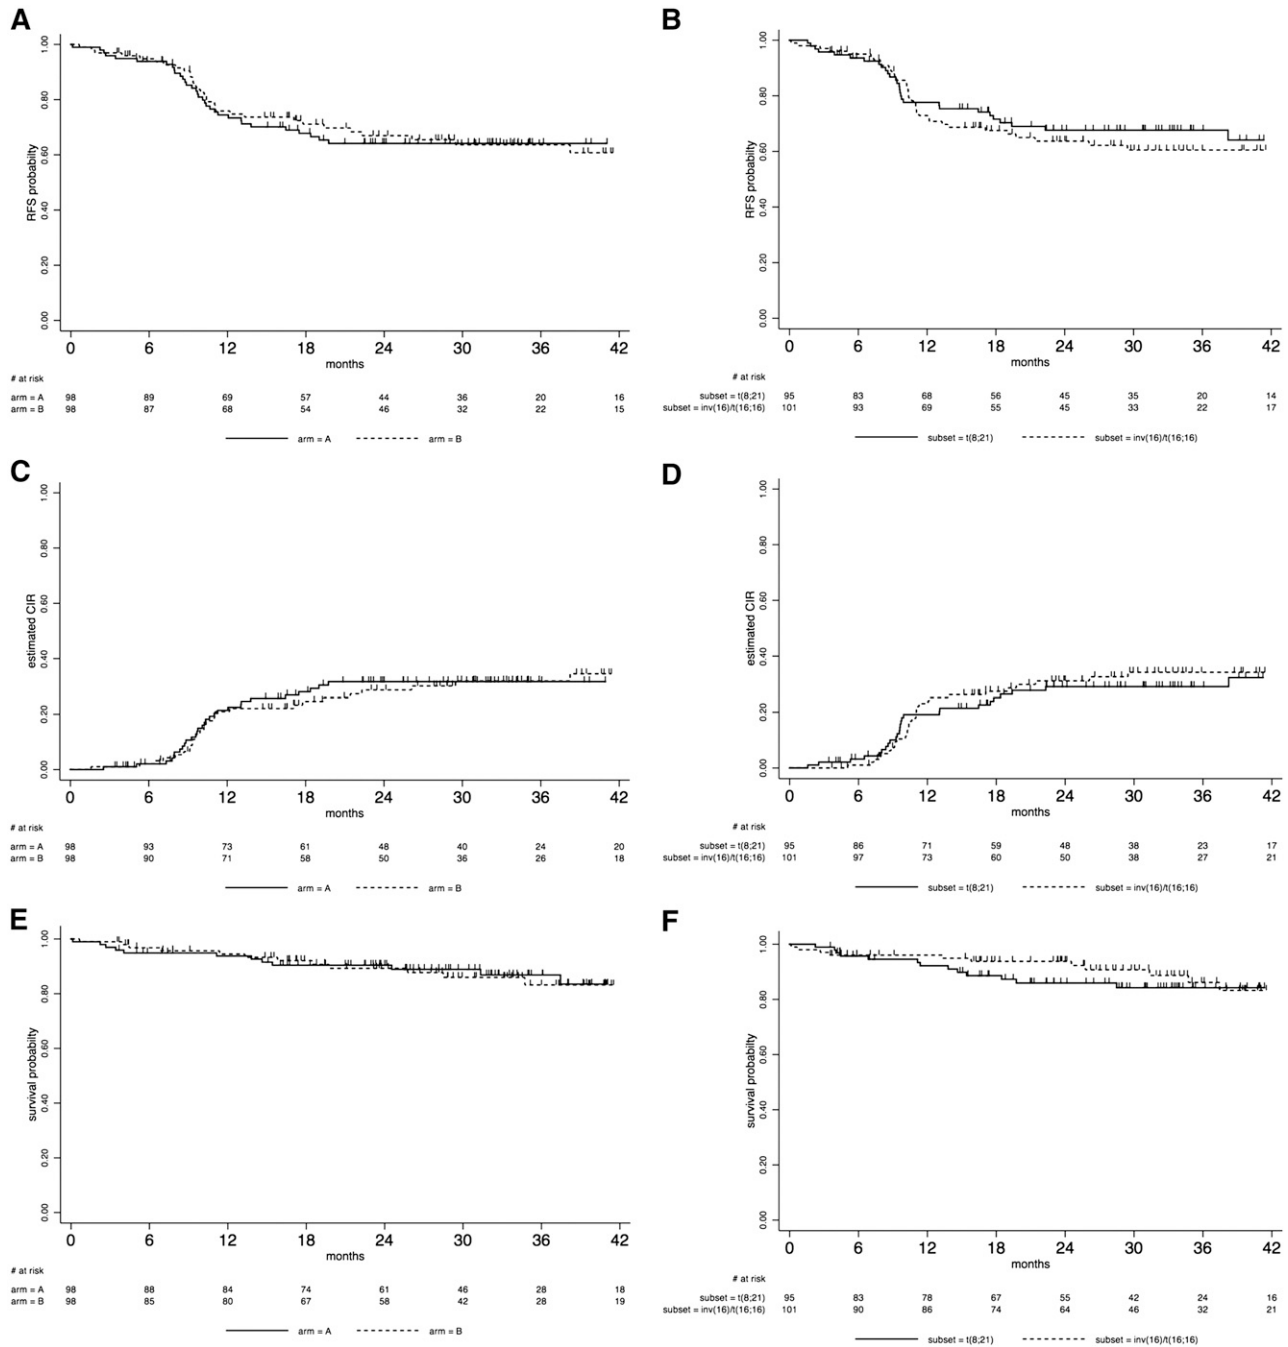 A
1.00
0.80
0.60
0.40
0.20
0.00
RFS probabilty
0 6 12 18 24 30 36 42
months
# at risk
arm = A 98 89 69 57 44 36 20 16
arm = B 98 87 68 54 46 32 22 15
arm = A arm = B
B
1.00
0.80
0.60
0.40
0.20
0.00
RFS probabilty
0 6 12 18 24 30 36 42
months
# at risk
subset = t(8;21) 95 83 68 56 45 35 20 14
subset = inv(16)/t(16;16) 101 93 69 55 45 33 22 17
subset = t(8;21) subset = inv(16)/t(16;16)
C
1.00
0.80
0.60
0.40
0.20
0.00
estimated CIR
0 6 12 18 24 30 36 42
months
# at risk
arm = A 98 93 73 61 48 40 24 20
arm = B 98 90 71 58 50 36 26 18
arm = A arm = B
D
1.00
0.80
0.60
0.40
0.20
0.00
estimated CIR
0 6 12 18 24 30 36 42
months
# at risk
subset = t(8;21) 95 86 71 59 48 38 23 17
subset = inv(16)/t(16;16) 101 97 73 60 50 38 27 21
subset = t(8;21) subset = inv(16)/t(16;16)
E
1.00
0.80
0.60
0.40
0.20
0.00
survival probabilty
0 6 12 18 24 30 36 42
months
# at risk
arm = A 98 88 84 74 61 46 28 18
arm = B 98 85 80 67 58 42 28 19
arm = A arm = B
F
1.00
0.80
0.60
0.40
0.20
0.00
survival probabilty
0 6 12 18 24 30 36 42
months
# at risk
subset = t(8;21) 95 83 78 67 55 42 24 16
subset = inv(16)/t(16;16) 101 90 86 74 64 46 32 21
subset = t(8;21) subset = inv(16)/t(16;16)